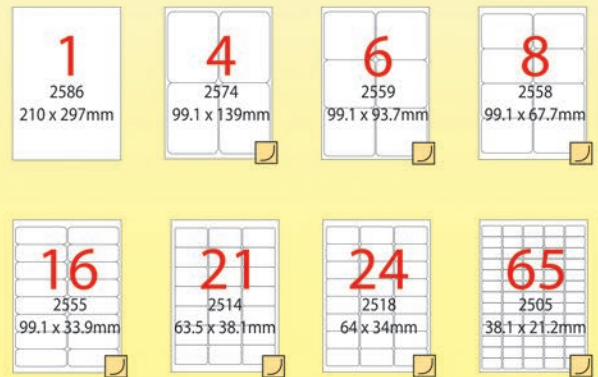 1
2586
210 x 297mm
4
2574
99.1 x 139mm
6
2559
99.1 x 93.7mm
8
2558
99.1 x 67.7mm
16
2555
99.1 x 33.9mm
21
2514
63.5 x 38.1mm
24
2518
64 x 34mm
65
2505
38.1 x 21.2mm